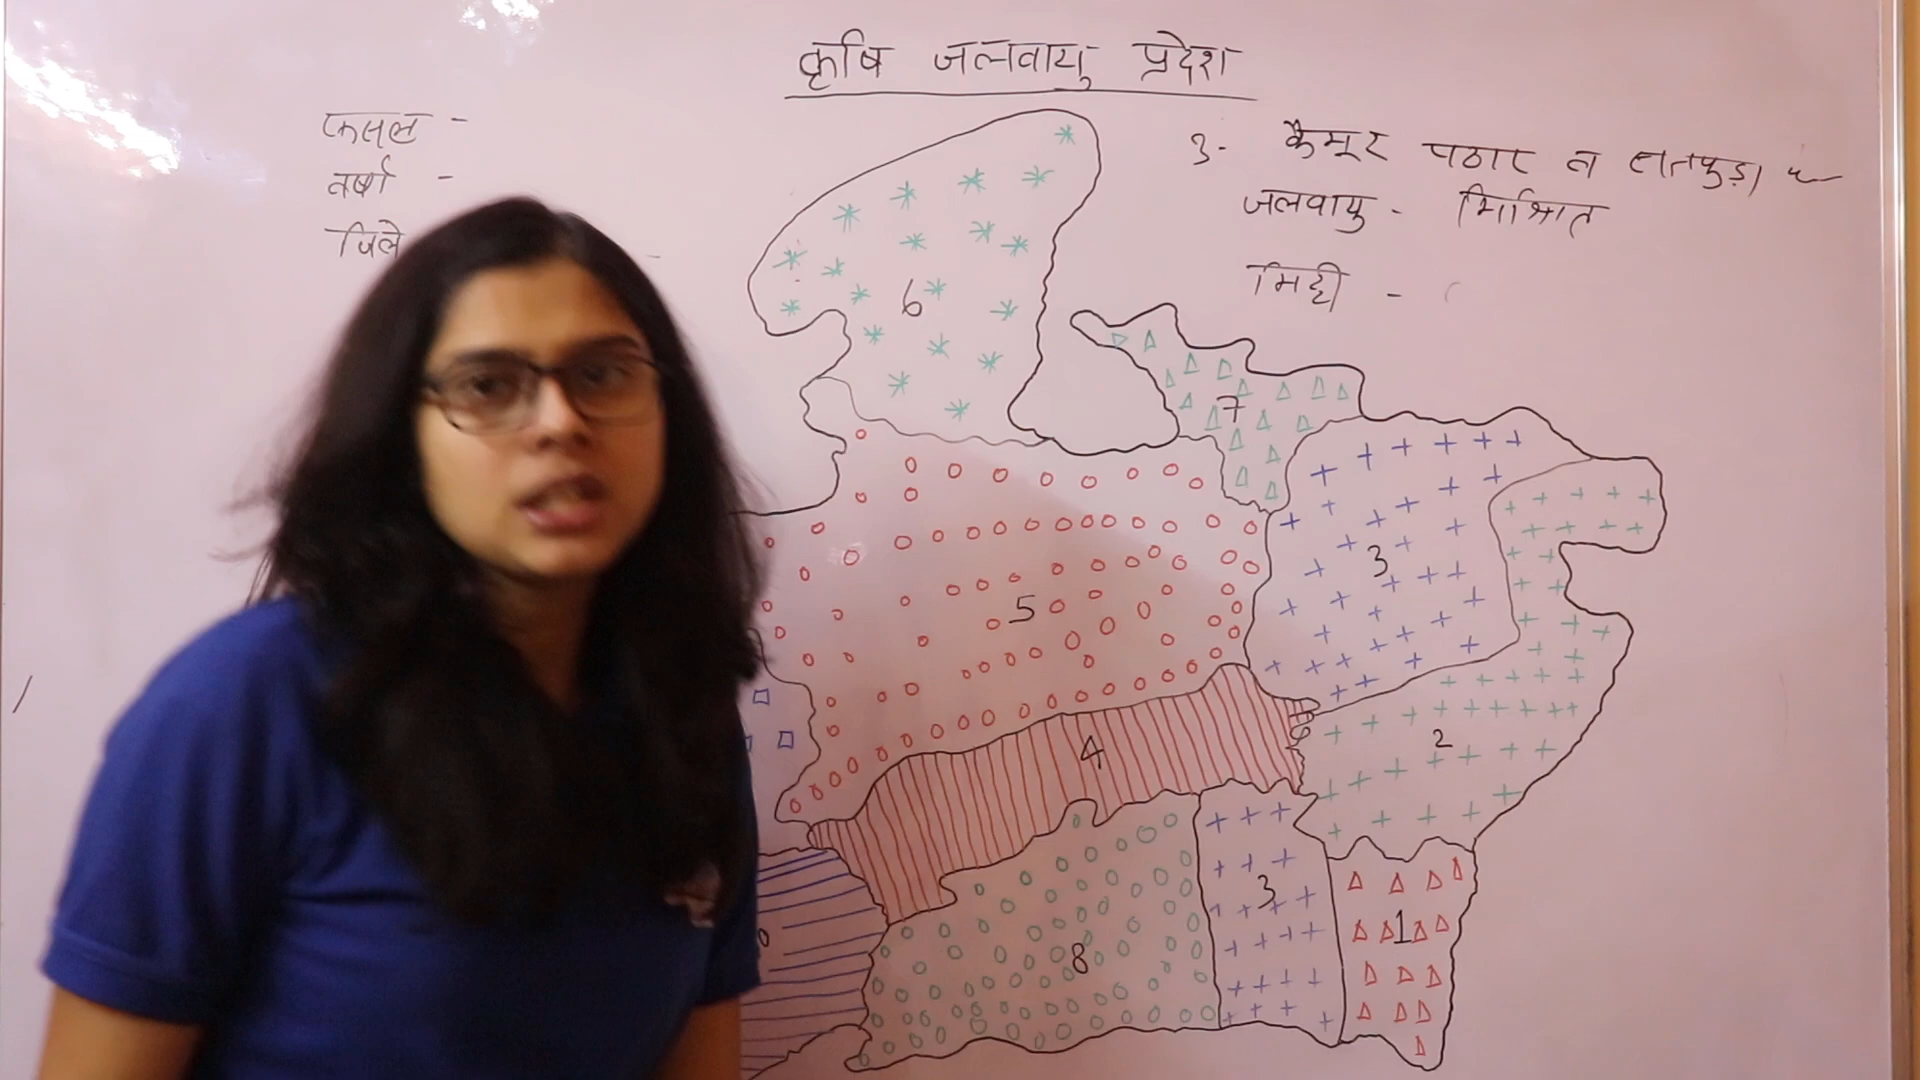 कृषि जलवायु प्रदेश
फसल -
वर्षा -
जिले
3- कैमूर पठार व सतपुड़ा
जलवायु - मिश्रित
मिट्टी -
6
7
3
5
2
4
3
1
8